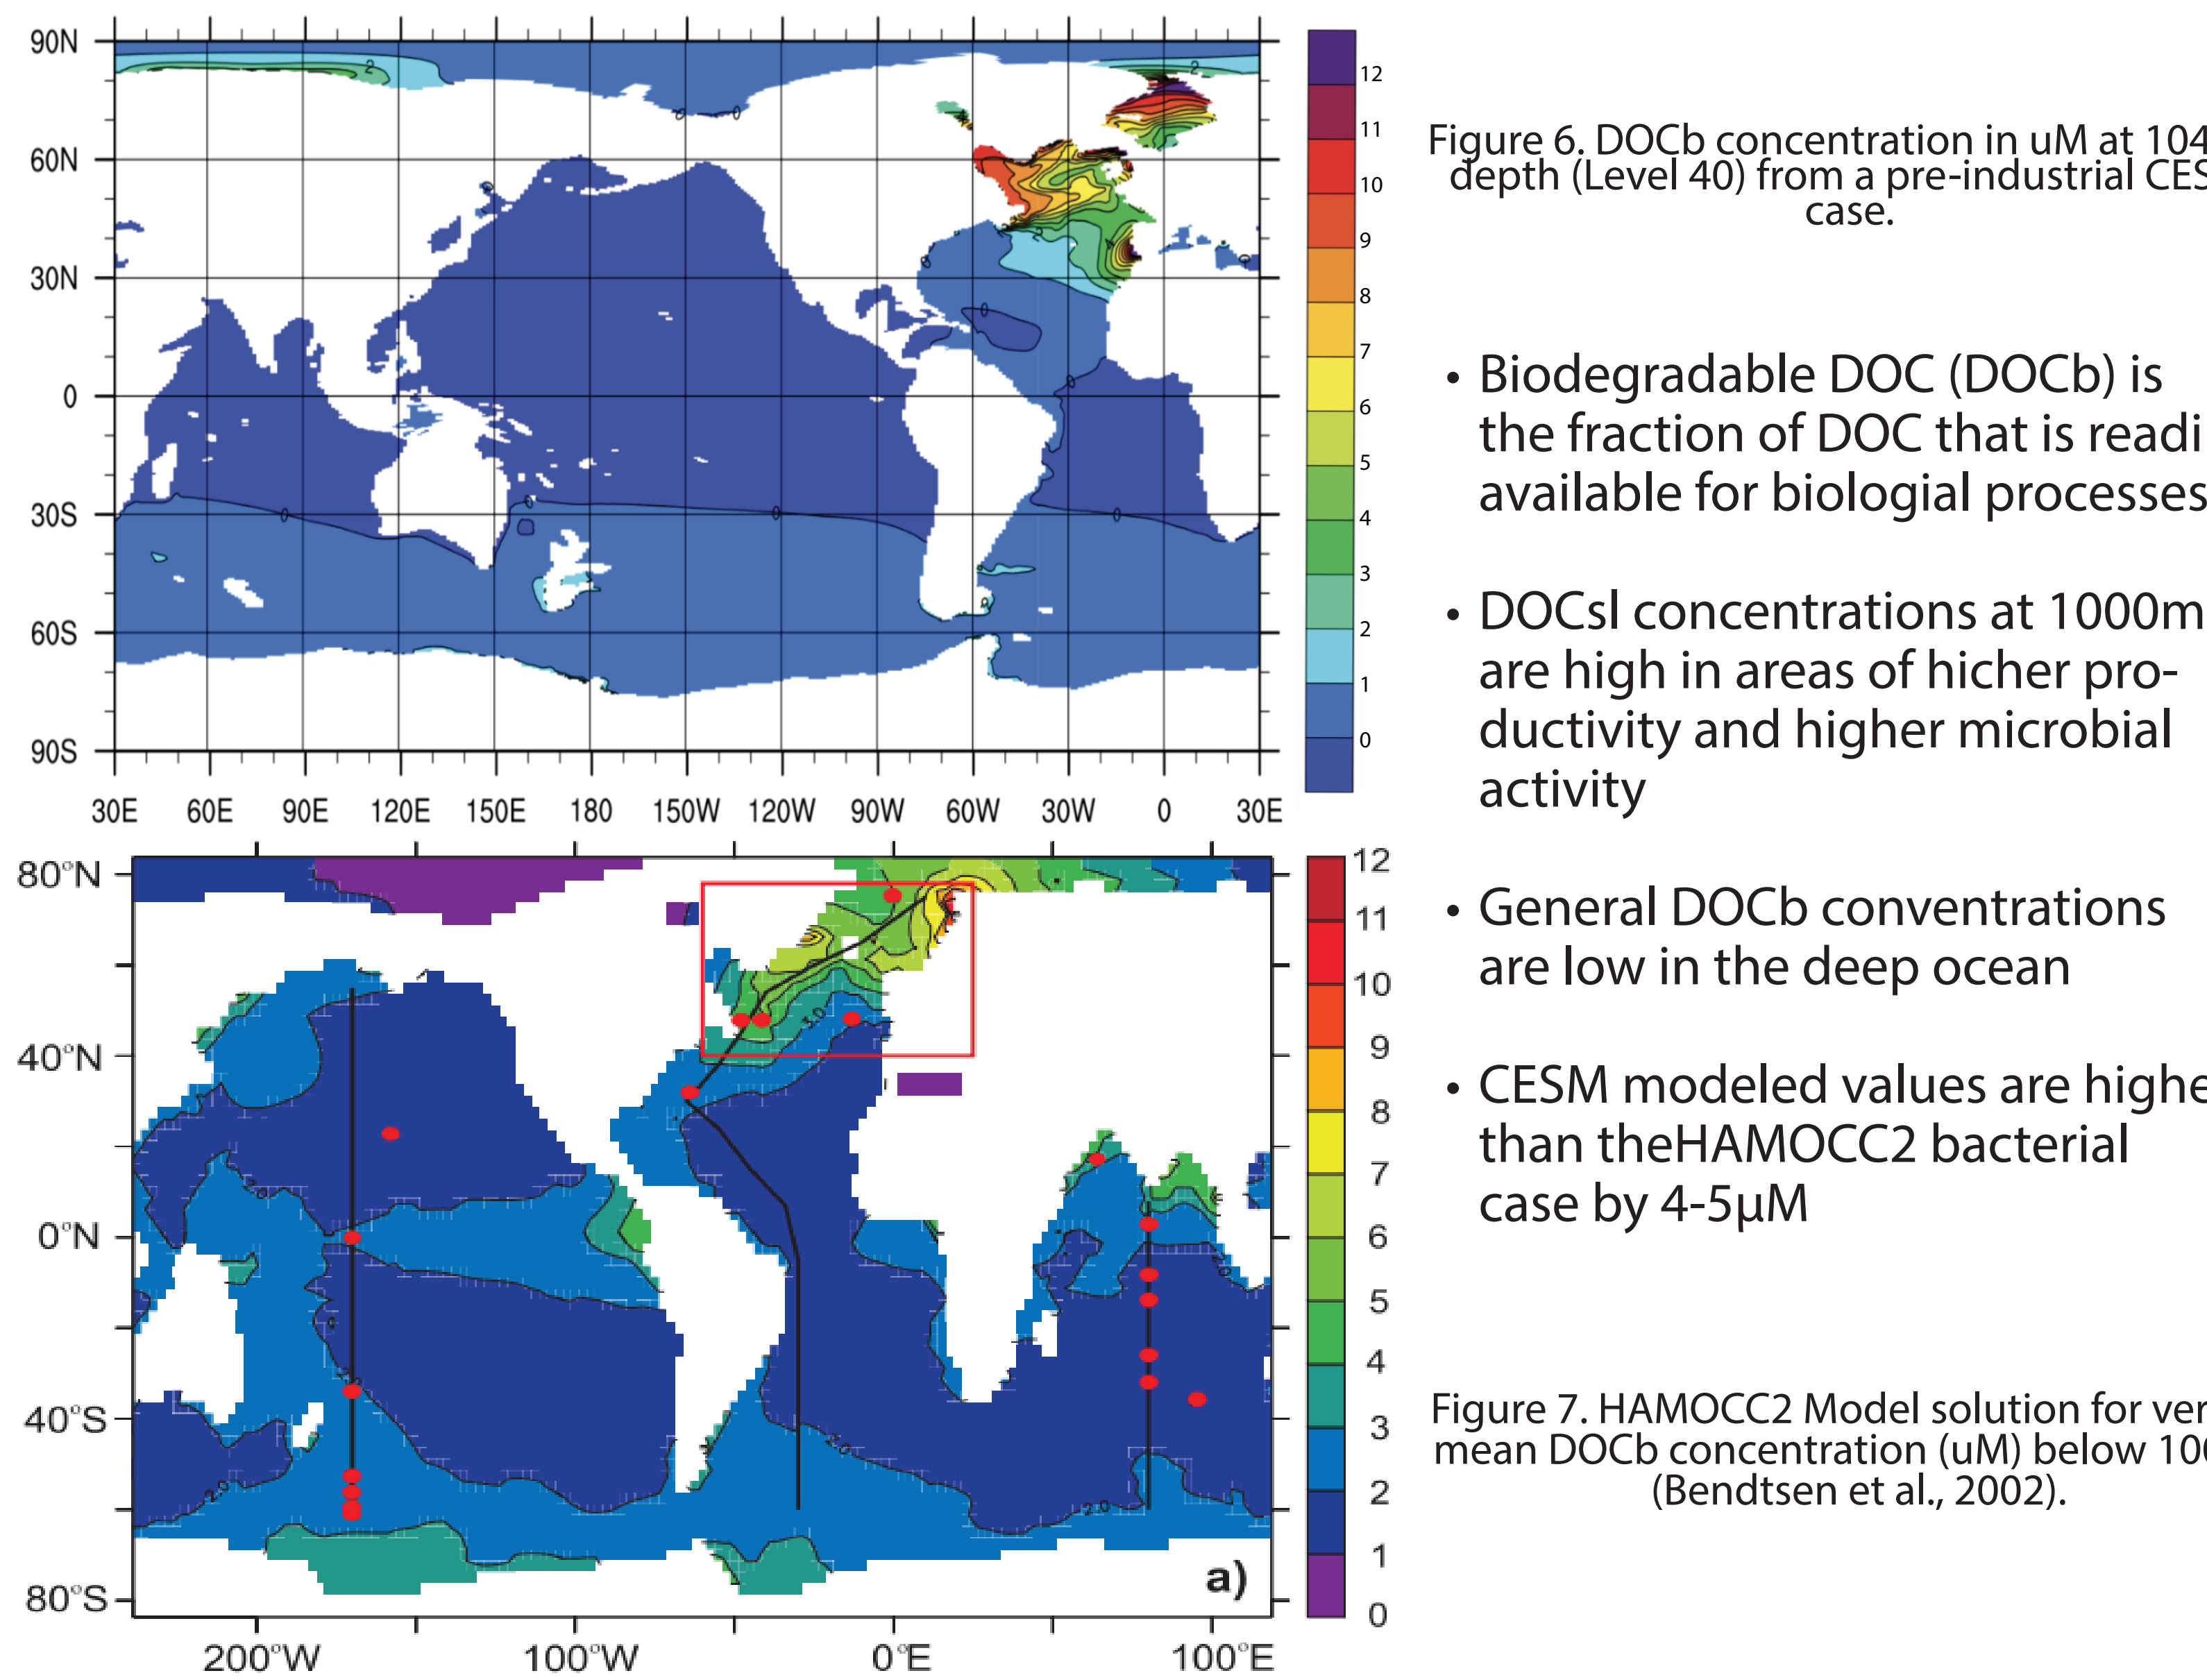 90N
60N
30N
0
30S
60S
90S
30E 60E 90E 120E 150E 180 150W 120W 90W 60W 30W 0 30E
12
11
10
9
8
7
6
5
4
3
2
1
0
Figure 6. DOCb concentration in uM at 104
depth (Level 40) from a pre-industrial CES
case.
• Biodegradable DOC (DOCb) is
the fraction of DOC that is readi
available for biologial processes
• DOCsl concentrations at 1000m
are high in areas of hicher pro-
ductivity and higher microbial
activity
• General DOCb conventrations
are low in the deep ocean
• CESM modeled values are highe
than theHAMOCC2 bacterial
case by 4-5µM
80°N
40°N
0°N
40°S
80°S
200°W 100°W 0°E 100°E
a)
12
11
10
9
8
7
6
5
4
3
2
1
0
Figure 7. HAMOCC2 Model solution for ver
mean DOCb concentration (uM) below 100
(Bendtsen et al., 2002).